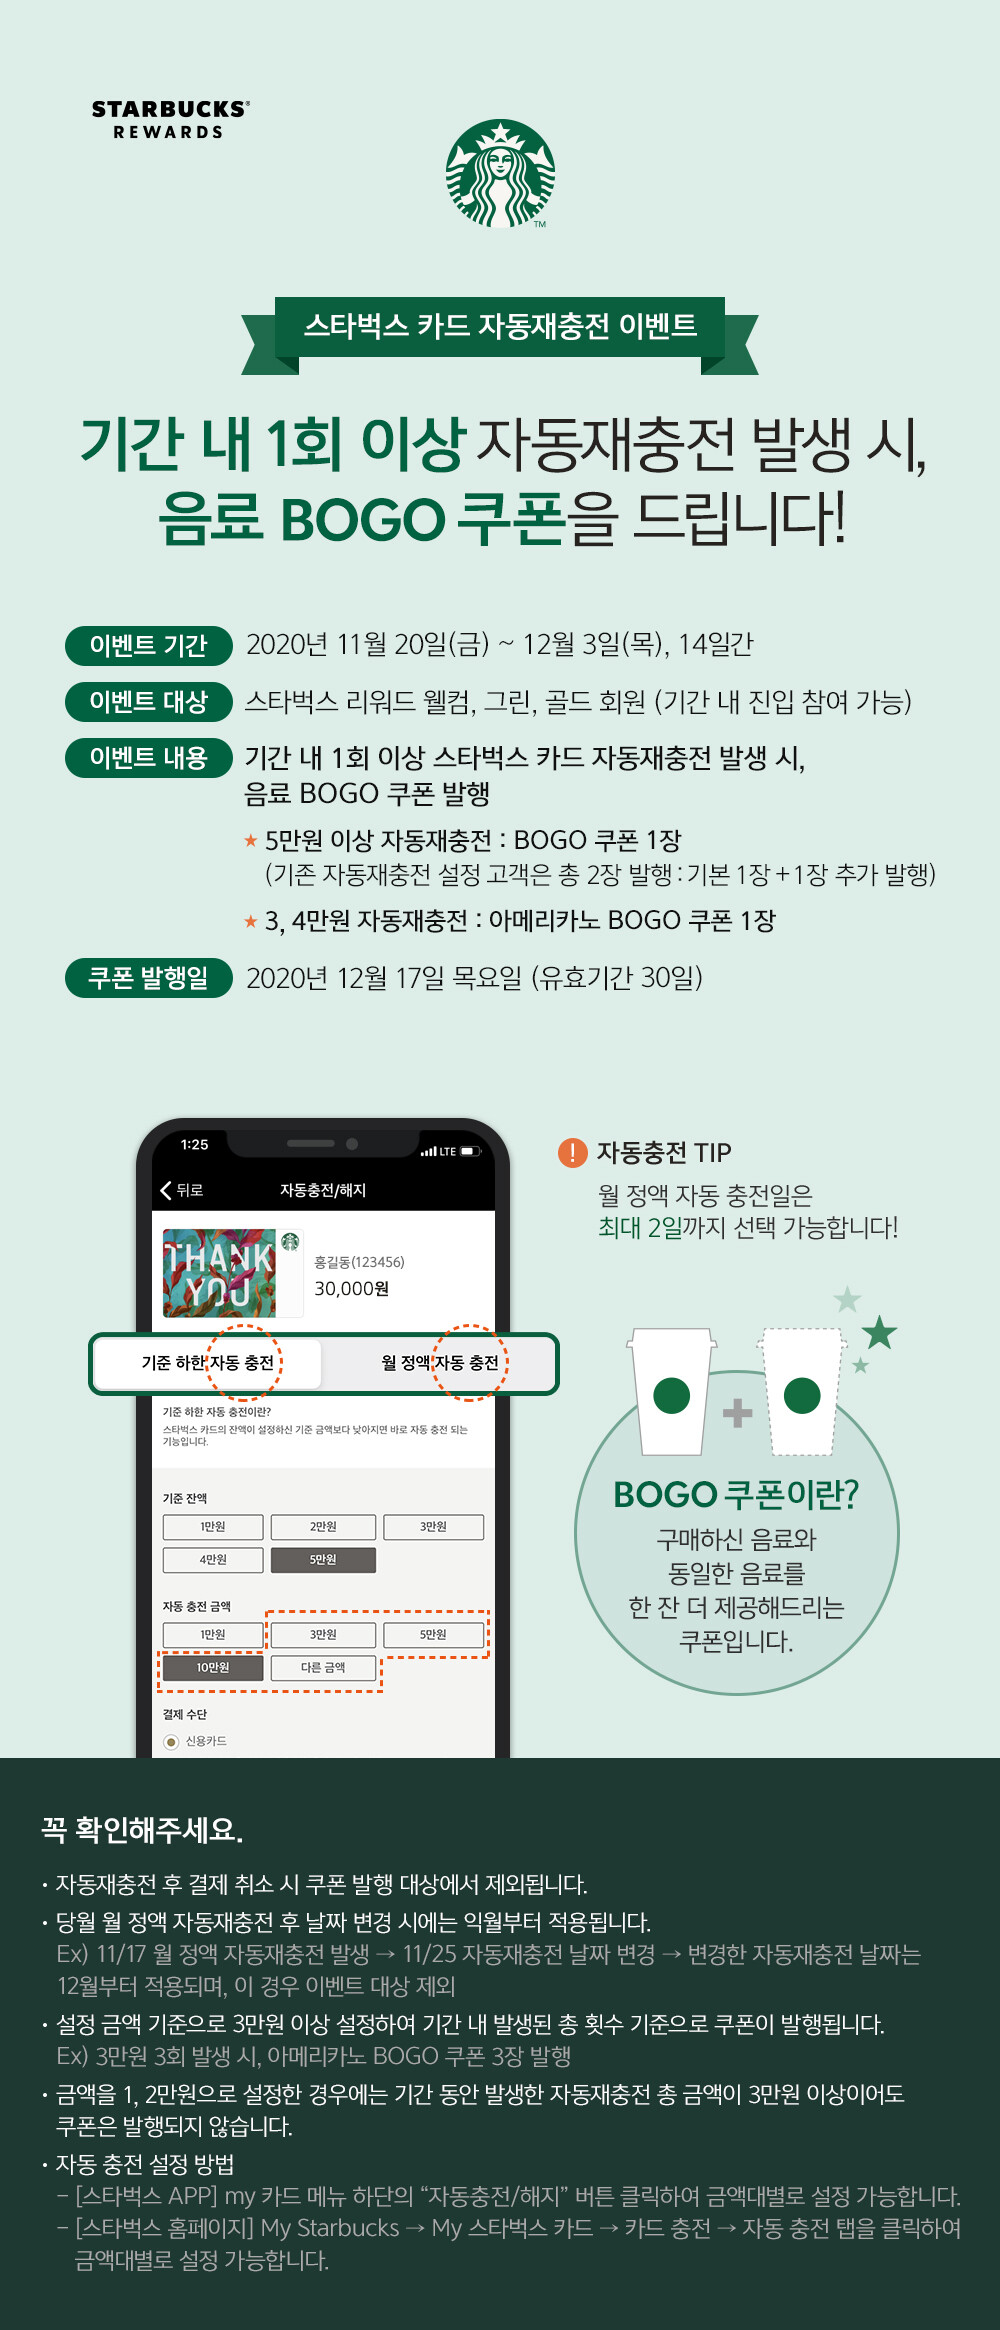 STARBUCKS®
REWARDS
TM
스타벅스 카드 자동재충전 이벤트
기간 내 1회 이상 자동재충전 발생 시,
음료 BOGO 쿠폰을 드립니다!
이벤트 기간 2020년 11월 20일(금) ~ 12월 3일(목), 14일간
이벤트 대상 스타벅스 리워드 웰컴, 그린, 골드 회원 (기간 내 진입 참여 가능)
이벤트 내용 기간 내 1회 이상 스타벅스 카드 자동재충전 발생 시,
음료 BOGO 쿠폰 발행
★ 5만원 이상 자동재충전 : BOGO 쿠폰 1장
(기존 자동재충전 설정 고객은 총 2장 발행 : 기본 1장 + 1장 추가 발행)
★ 3, 4만원 자동재충전 : 아메리카노 BOGO 쿠폰 1장
쿠폰 발행일 2020년 12월 17일 목요일 (유효기간 30일)
1:25 LTE
뒤로 자동충전/해지
THANK
YOU
홍길동(123456)
30,000원
기준 하한 자동 충전 월 정액 자동 충전
기준 하한 자동 충전이란?
스타벅스 카드의 잔액이 설정하신 기준 금액보다 낮아지면 바로 자동 충전 되는
기능입니다.
기준 잔액
1만원 2만원 3만원
4만원 5만원
자동 충전 금액
1만원 3만원 5만원
10만원 다른 금액
결제 수단
신용카드
! 자동충전 TIP
월 정액 자동 충전일은
최대 2일까지 선택 가능합니다!
BOGO 쿠폰이란?
구매하신 음료와
동일한 음료를
한 잔 더 제공해드리는
쿠폰입니다.
꼭 확인해주세요.
· 자동재충전 후 결제 취소 시 쿠폰 발행 대상에서 제외됩니다.
· 당월 월 정액 자동재충전 후 날짜 변경 시에는 익월부터 적용됩니다.
Ex) 11/17 월 정액 자동재충전 발생 → 11/25 자동재충전 날짜 변경 → 변경한 자동재충전 날짜는
12월부터 적용되며, 이 경우 이벤트 대상 제외
· 설정 금액 기준으로 3만원 이상 설정하여 기간 내 발생된 총 횟수 기준으로 쿠폰이 발행됩니다.
Ex) 3만원 3회 발생 시, 아메리카노 BOGO 쿠폰 3장 발행
· 금액을 1, 2만원으로 설정한 경우에는 기간 동안 발생한 자동재충전 총 금액이 3만원 이상이어도
쿠폰은 발행되지 않습니다.
· 자동 충전 설정 방법
– [스타벅스 APP] my 카드 메뉴 하단의 “자동충전/해지” 버튼 클릭하여 금액대별로 설정 가능합니다.
– [스타벅스 홈페이지] My Starbucks → My 스타벅스 카드 → 카드 충전 → 자동 충전 탭을 클릭하여
금액대별로 설정 가능합니다.